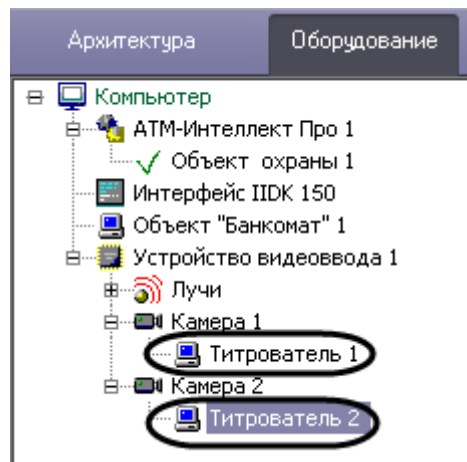 Архитектура Оборудование
Компьютер
АТМ-Интеллект Про 1
Объект охраны 1
Интерфейс IIDK 150
Объект "Банкомат" 1
Устройство видеоввода 1
Лучи
Камера 1
Титрователь 1
Камера 2
Титрователь 2